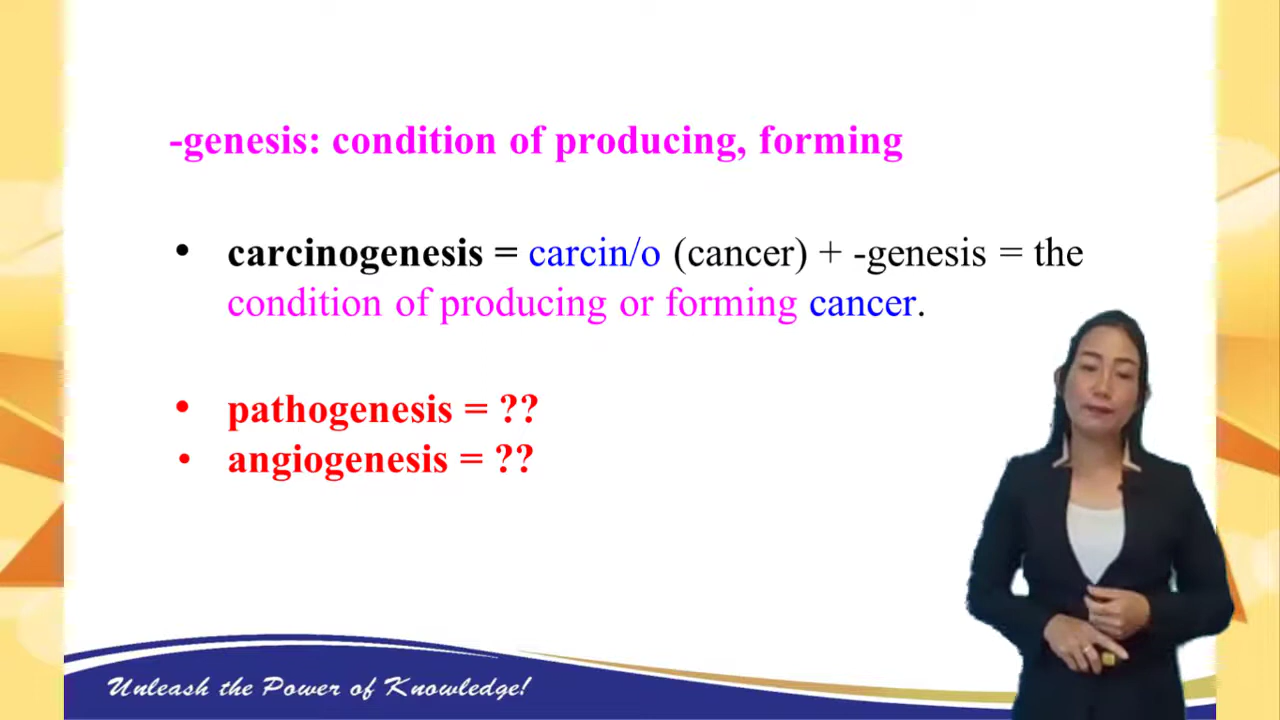 -genesis: condition of producing, forming
• carcinogenesis = carcin/o (cancer) + -genesis = the
condition of producing or forming cancer.
• pathogenesis = ??
• angiogenesis = ??
Unleash the Power of Knowledge!